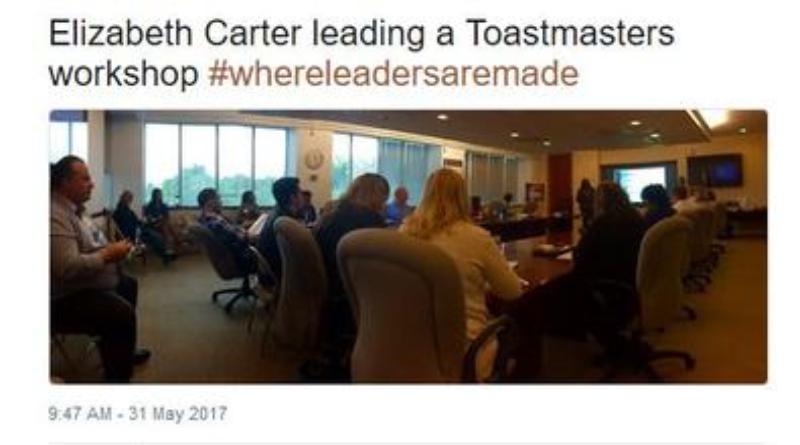 Elizabeth Carter leading a Toastmasters
workshop #whereleadersaremade
9:47 AM - 31 May 2017